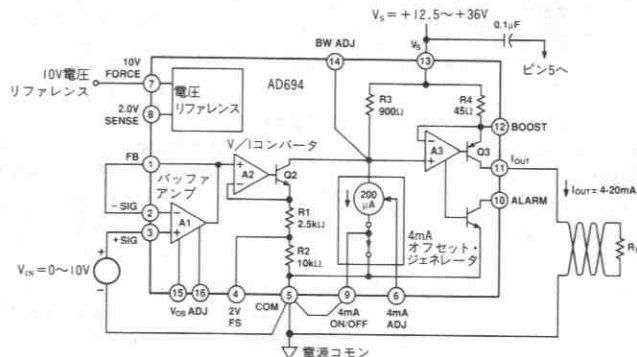 VS＝+12.5～+36V
0.1μF
BW ADJ
14
VS
13
ピン5へ
10V電圧
リファレンス
10V
FORCE
7
電圧
リファレンス
AD694
2.0V
SENSE
8
R3
900Ω
R4
45Ω
12
BOOST
V／Iコンバータ
FB
1
A2
Q2
A3
Q3
IOUT
11
バッファ
アンプ
200
μA
10
ALARM
IOUT＝4-20mA
−SIG
2
A1
R1
2.5kΩ
+SIG
3
4mA
オフセット・
ジェネレータ
VIN＝0～10V
R2
10kΩ
15
16
4
5
9
6
VOS ADJ
2V
FS
COM
4mA
ON/OFF
4mA
ADJ
電源コモン